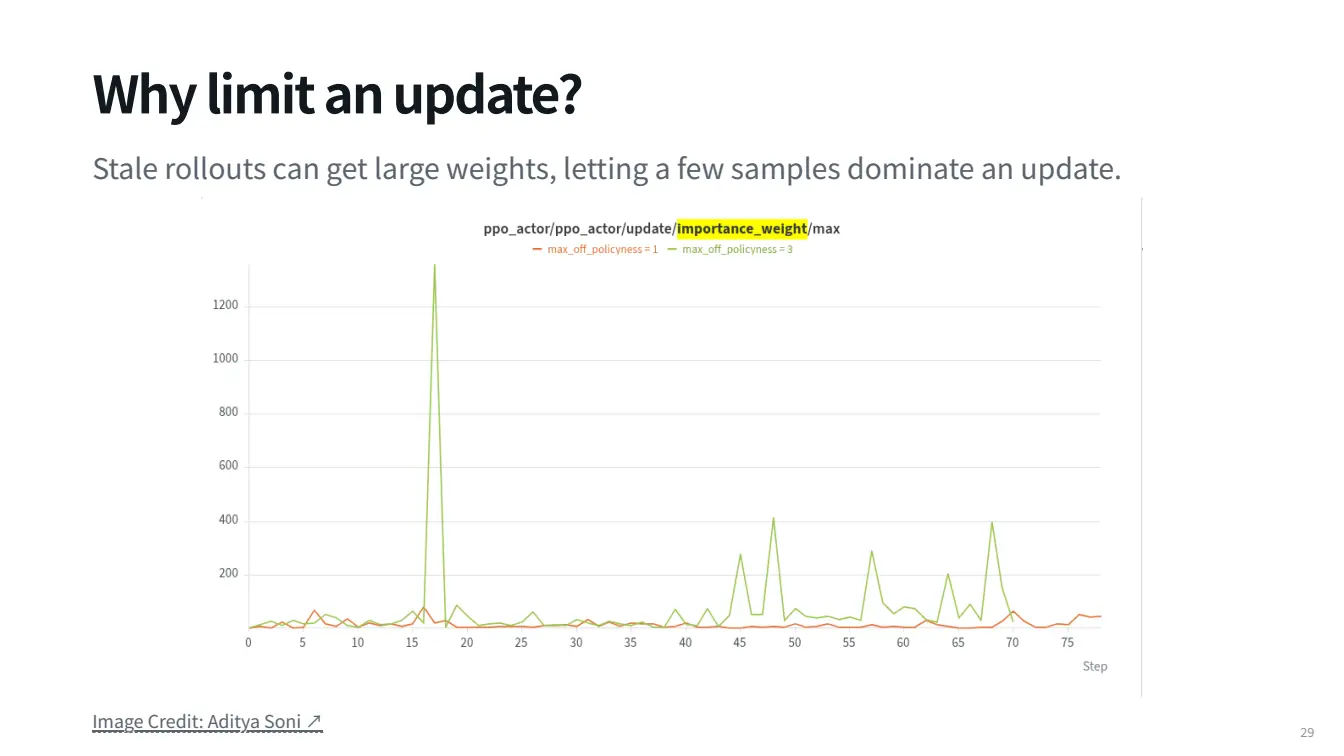 Why limit an update?
Stale rollouts can get large weights, letting a few samples dominate an update.
ppo_actor/ppo_actor/update/importance_weight/max
max_off_policyness = 1 max_off_policyness = 3
1200
1000
800
600
400
200
0 5 10 15 20 25 30 35 40 45 50 55 60 65 70 75
Step
Image Credit: Aditya Soni ↗
29